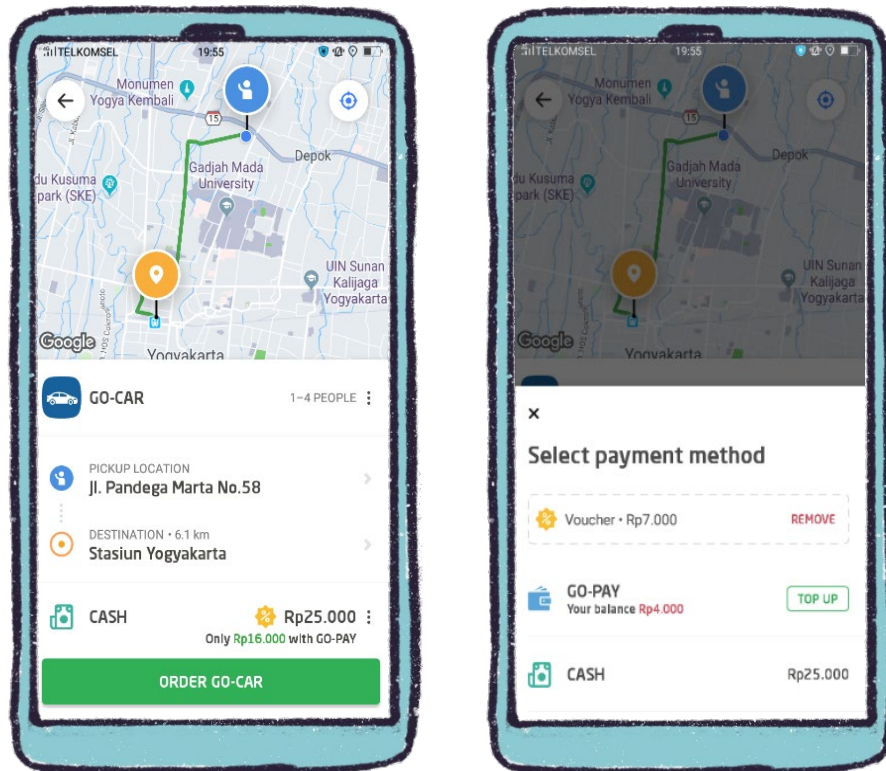 TELKOMSEL 19:55
Monumen
Yogya Kembali
15
Depok
Gadjah Mada
University
du Kusuma
park (SKE)
UIN Sunan
Kalijaga
Yogyakarta
Google
Yogyakarta
GO-CAR 1-4 PEOPLE
PICKUP LOCATION
Jl. Pandega Marta No.58
DESTINATION • 6.1 km
Stasiun Yogyakarta
CASH Rp25.000
Only Rp16.000 with GO-PAY
ORDER GO-CAR
TELKOMSEL 19:55
Monumen
Yogya Kembali
15
Depok
Gadjah Mada
University
du Kusuma
park (SKE)
UIN Sunan
Kalijaga
Yogyakarta
Google
Yogyakarta
×
Select payment method
Voucher • Rp7.000 REMOVE
GO-PAY
Your balance Rp4.000 TOP UP
CASH Rp25.000